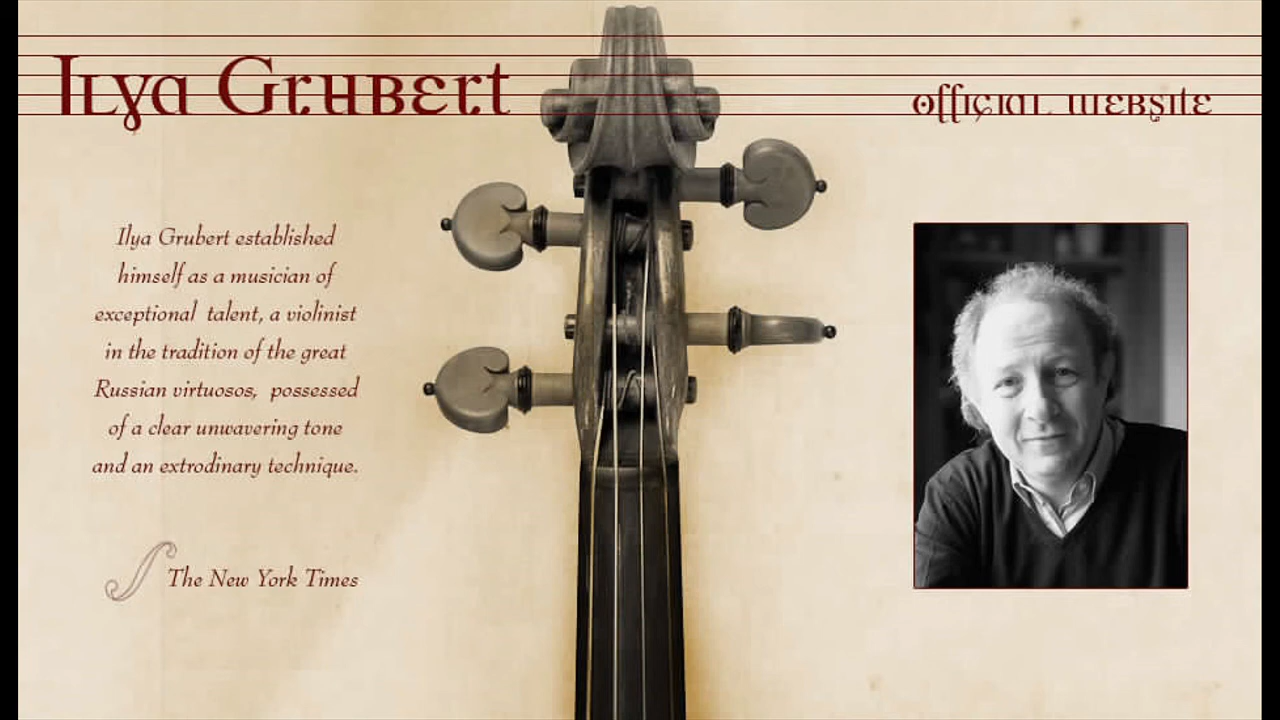 Ilya Grubert
official website
Ilya Grubert established
himself as a musician of
exceptional talent, a violinist
in the tradition of the great
Russian virtuosos, possessed
of a clear unwavering tone
and an extrodinary technique.
The New York Times